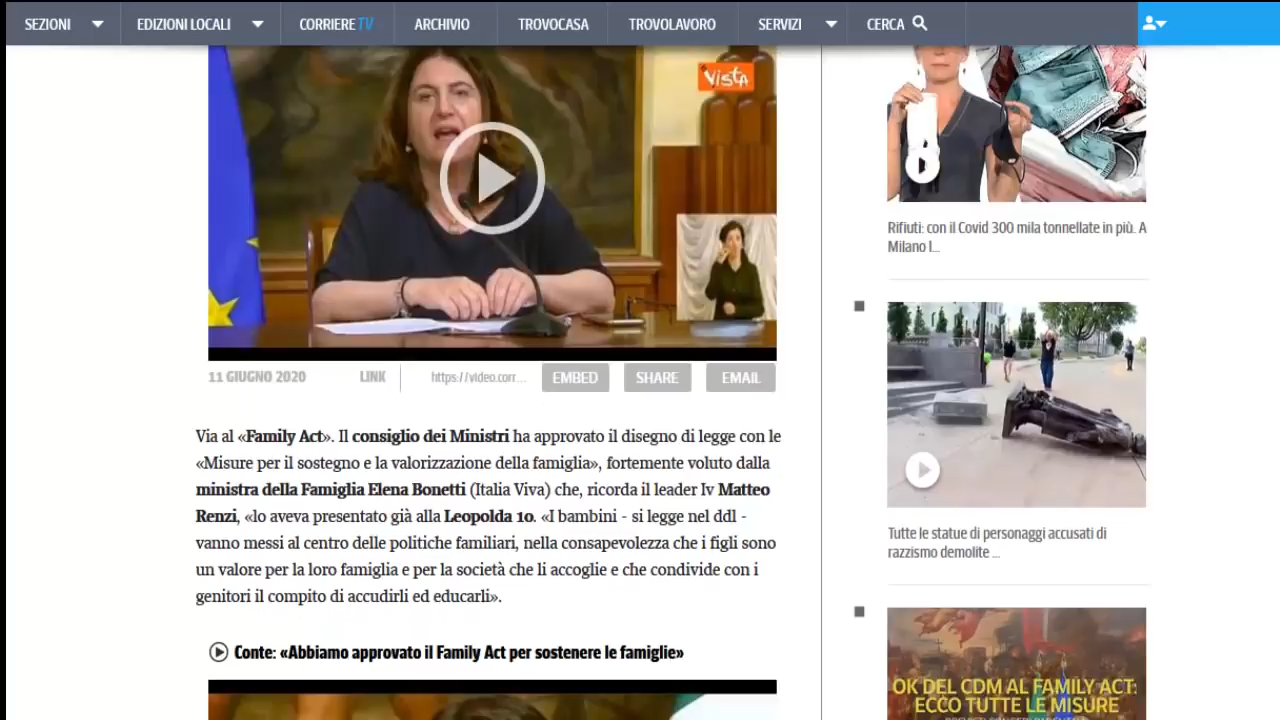 SEZIONI
EDIZIONI LOCALI
CORRIERE TV
ARCHIVIO
TROVOCASA
TROVOLAVORO
SERVIZI
CERCA
VISTA
11 GIUGNO 2020
LINK
https://video.corr...
EMBED
SHARE
EMAIL
Via al «Family Act». Il consiglio dei Ministri ha approvato il disegno di legge con le
«Misure per il sostegno e la valorizzazione della famiglia», fortemente voluto dalla
ministra della Famiglia Elena Bonetti (Italia Viva) che, ricorda il leader Iv Matteo
Renzi, «lo aveva presentato già alla Leopolda 10. «I bambini - si legge nel ddl -
vanno messi al centro delle politiche familiari, nella consapevolezza che i figli sono
un valore per la loro famiglia e per la società che li accoglie e che condivide con i
genitori il compito di accudirli ed educarli».
Conte: «Abbiamo approvato il Family Act per sostenere le famiglie»
Rifiuti: con il Covid 300 mila tonnellate in più. A
Milano l...
Tutte le statue di personaggi accusati di
razzismo demolite ...
OK DEL CDM AL FAMILY ACT:
ECCO TUTTE LE MISURE